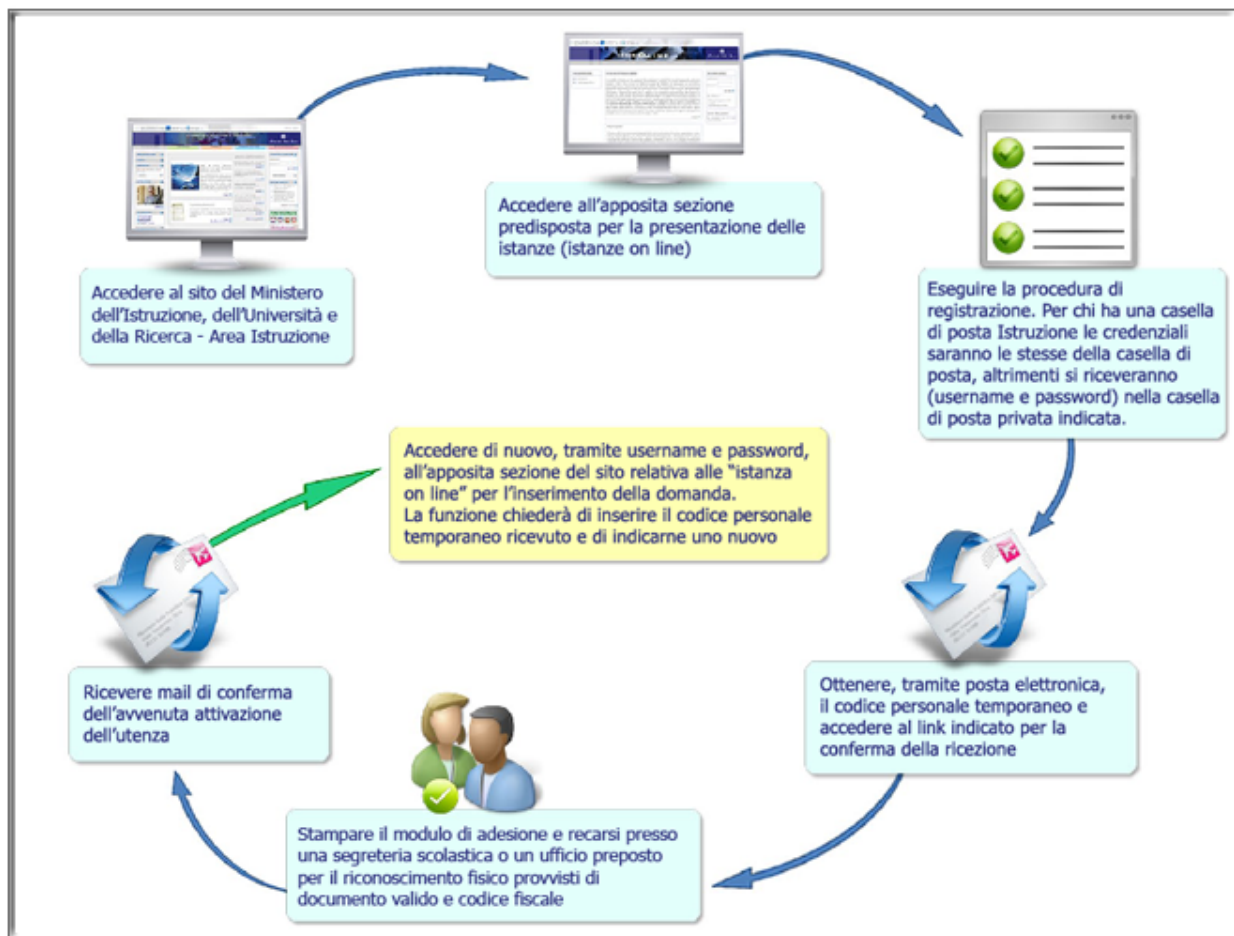 Accedere al sito del Ministero
dell'Istruzione, dell'Università e
della Ricerca - Area Istruzione
Accedere all'apposita sezione
predisposta per la presentazione delle
istanze (istanze on line)
Eseguire la procedura di
registrazione. Per chi ha una casella
di posta Istruzione le credenziali
saranno le stesse della casella di
posta, altrimenti si riceveranno
(username e password) nella casella
di posta privata indicata.
Ottenere, tramite posta elettronica,
il codice personale temporaneo e
accedere al link indicato per la
conferma della ricezione
Stampare il modulo di adesione e recarsi presso
una segreteria scolastica o un ufficio preposto
per il riconoscimento fisico provvisti di
documento valido e codice fiscale
Ricevere mail di conferma
dell'avvenuta attivazione
dell'utenza
Accedere di nuovo, tramite username e password,
all'apposita sezione del sito relativa alle "istanza
on line" per l'inserimento della domanda.
La funzione chiederà di inserire il codice personale
temporaneo ricevuto e di indicarne uno nuovo